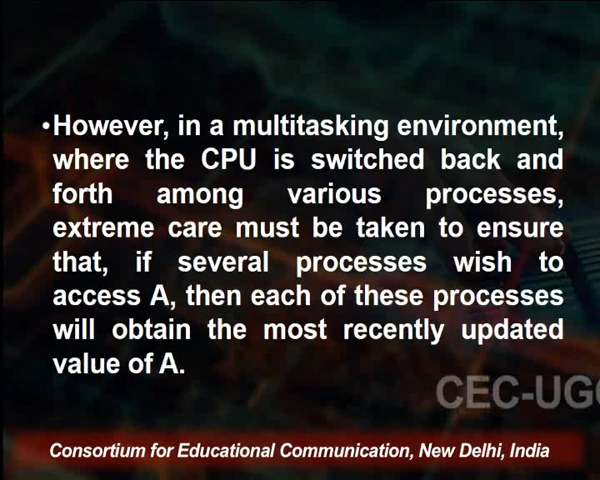 •However, in a multitasking environment,
where the CPU is switched back and
forth among various processes,
extreme care must be taken to ensure
that, if several processes wish to
access A, then each of these processes
will obtain the most recently updated
value of A.
CEC-UG
Consortium for Educational Communication, New Delhi, India